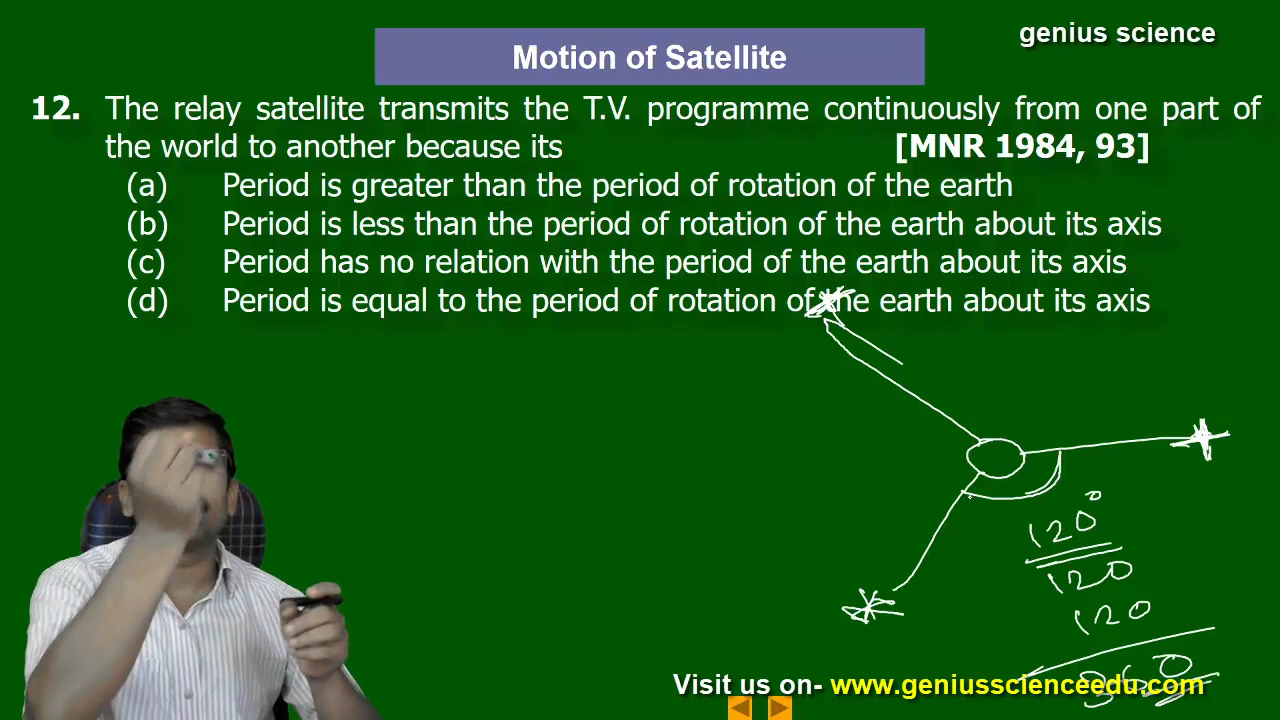 genius science
Motion of Satellite
12. The relay satellite transmits the T.V. programme continuously from one part of
the world to another because its [MNR 1984, 93]
(a) Period is greater than the period of rotation of the earth
(b) Period is less than the period of rotation of the earth about its axis
(c) Period has no relation with the period of the earth about its axis
(d) Period is equal to the period of rotation of the earth about its axis
120°
120
120
360
Visit us on- www.geniusscienceedu.com